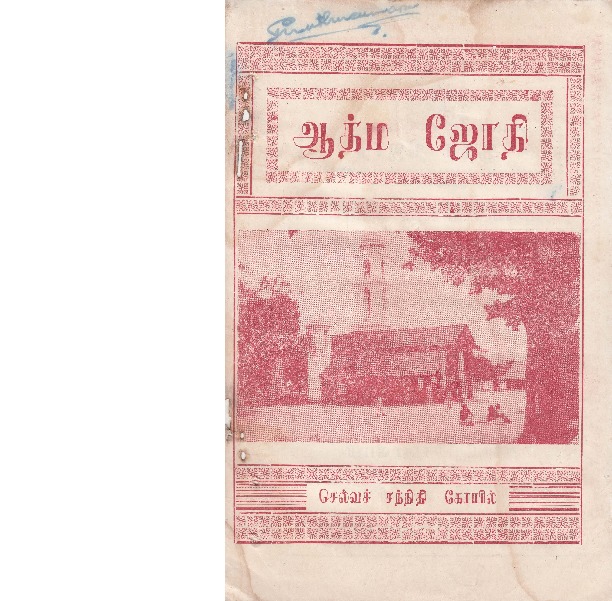 ஆத்ம ஜோதி
செல்வச் சந்நிதி கோயில்